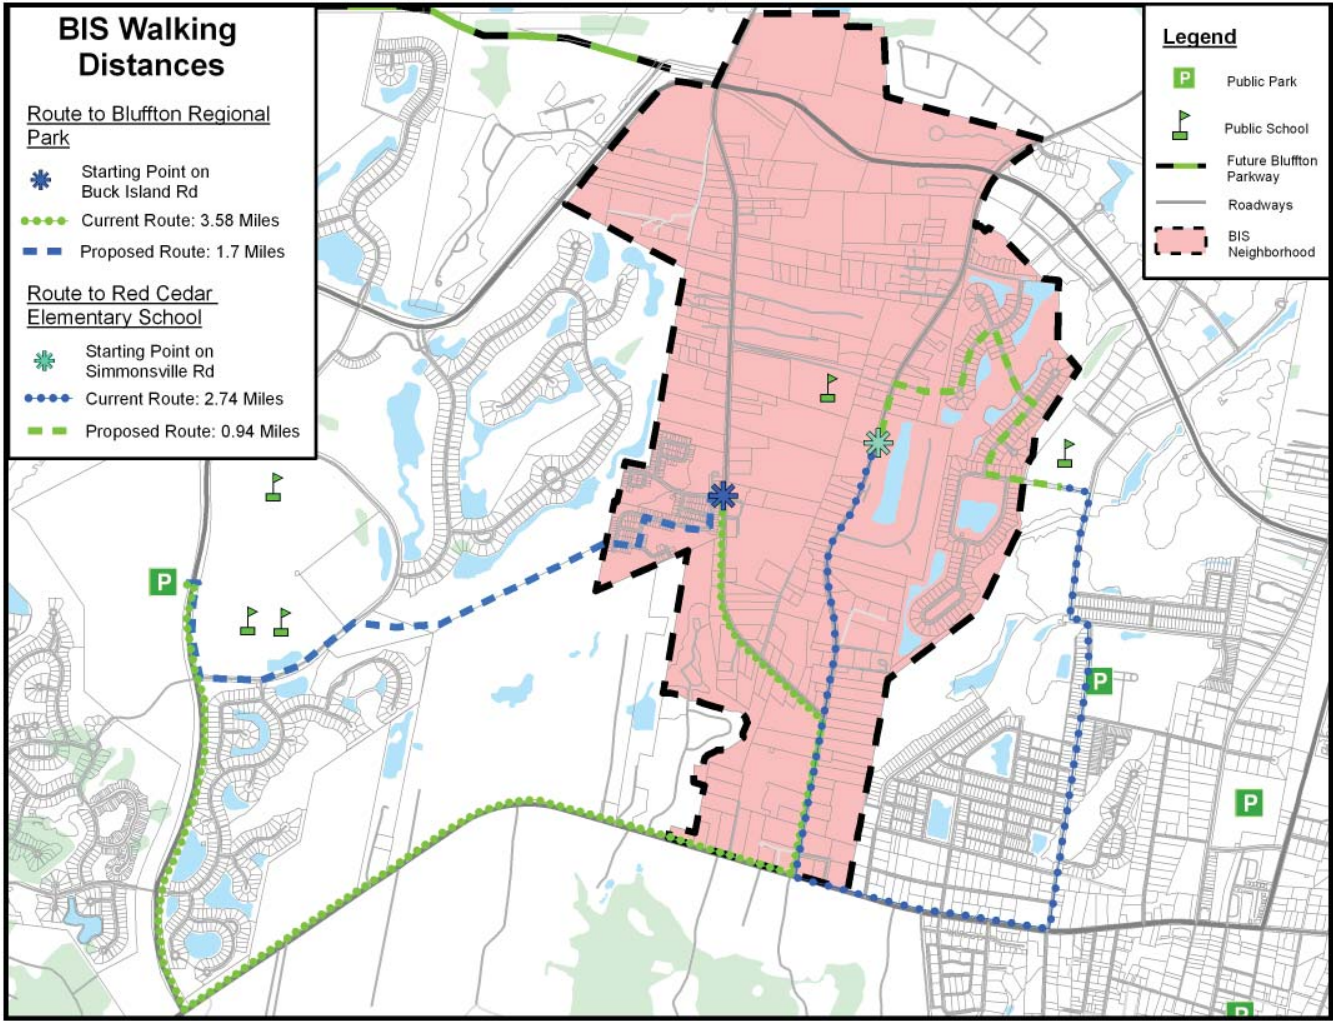 BIS Walking
Distances
Route to Bluffton Regional
Park
Starting Point on
Buck Island Rd
Current Route: 3.58 Miles
Proposed Route: 1.7 Miles
Route to Red Cedar
Elementary School
Starting Point on
Simmonsville Rd
Current Route: 2.74 Miles
Proposed Route: 0.94 Miles
Legend
P Public Park
Public School
Future Bluffton
Parkway
Roadways
BIS
Neighborhood
P
P
P
P